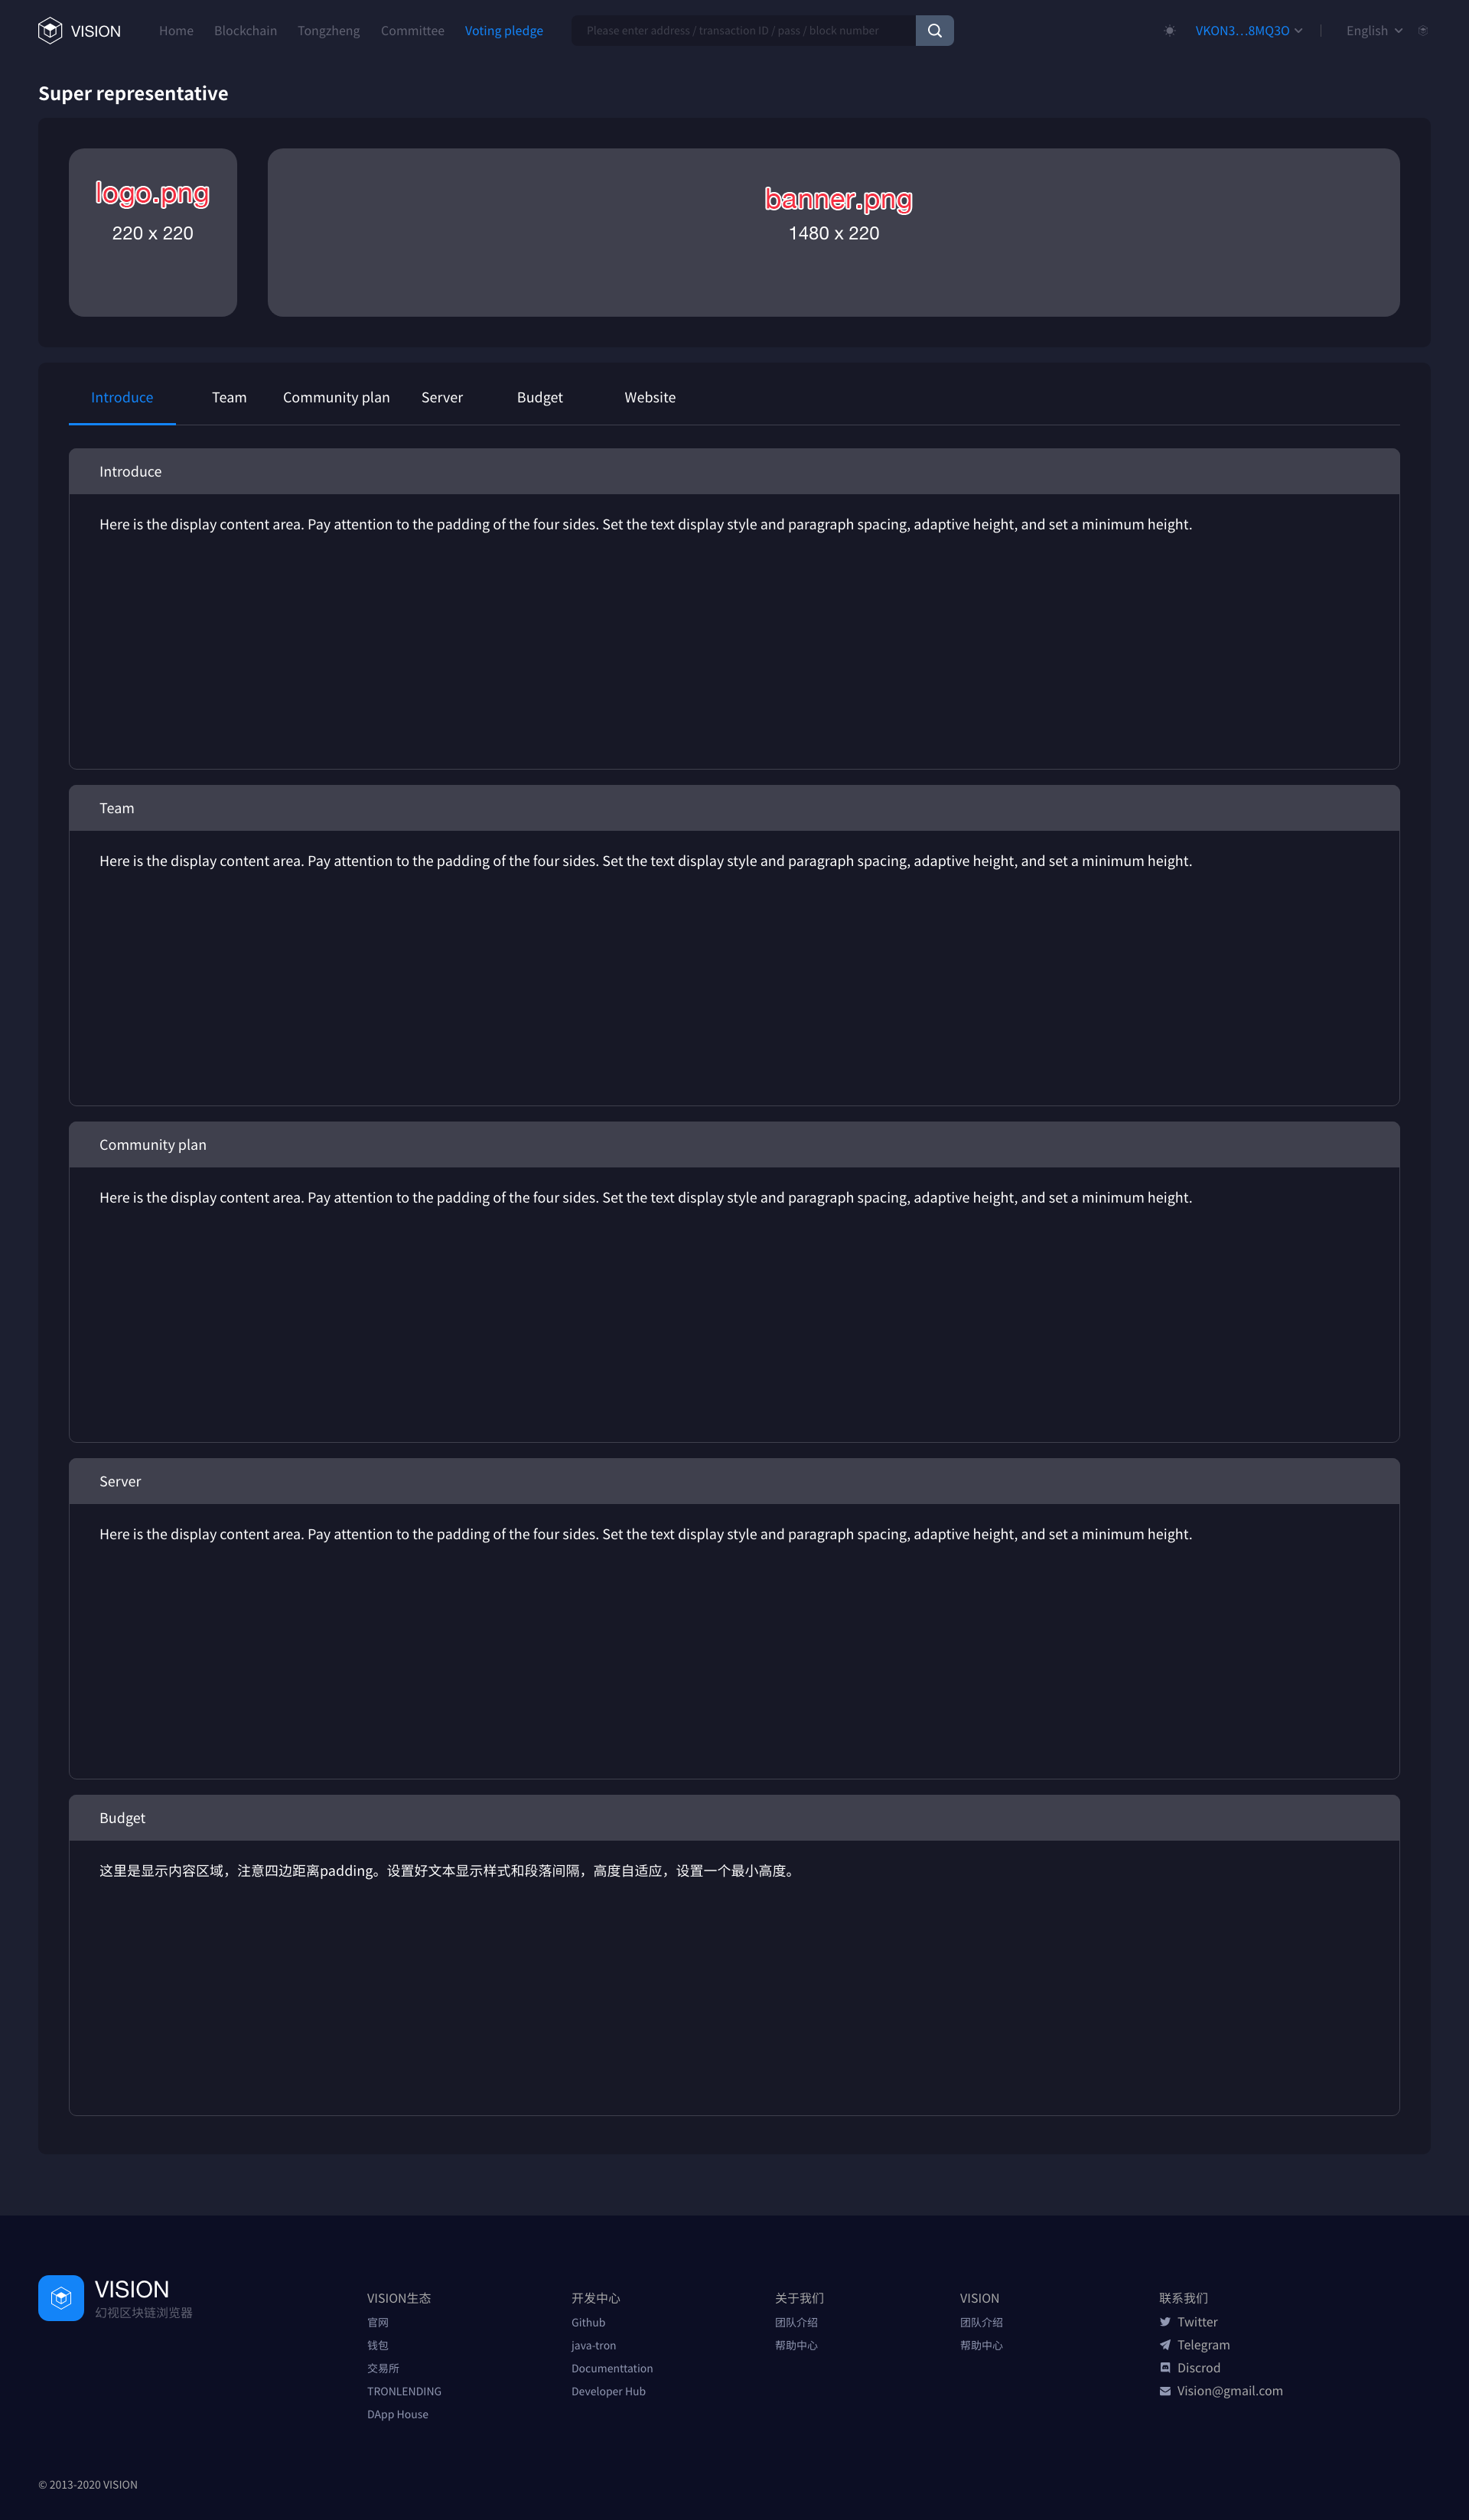 VISION
Home
Blockchain
Tongzheng
Committee
Voting pledge
Please enter address / transaction ID / pass / block number
VKON3...8MQ3O
English
Super representative
logo.png
220 x 220
banner.png
1480 x 220
Introduce
Team
Community plan
Server
Budget
Website
Introduce
Here is the display content area. Pay attention to the padding of the four sides. Set the text display style and paragraph spacing, adaptive height, and set a minimum height.
Team
Here is the display content area. Pay attention to the padding of the four sides. Set the text display style and paragraph spacing, adaptive height, and set a minimum height.
Community plan
Here is the display content area. Pay attention to the padding of the four sides. Set the text display style and paragraph spacing, adaptive height, and set a minimum height.
Server
Here is the display content area. Pay attention to the padding of the four sides. Set the text display style and paragraph spacing, adaptive height, and set a minimum height.
Budget
这里是显示内容区域，注意四边距离padding。设置好文本显示样式和段落间隔，高度自适应，设置一个最小高度。
VISION
幻视区块链浏览器
VISION生态
官网
钱包
交易所
TRONLENDING
DApp House
开发中心
Github
java-tron
Documenttation
Developer Hub
关于我们
团队介绍
帮助中心
VISION
团队介绍
帮助中心
联系我们
Twitter
Telegram
Discrod
Vision@gmail.com
© 2013-2020 VISION